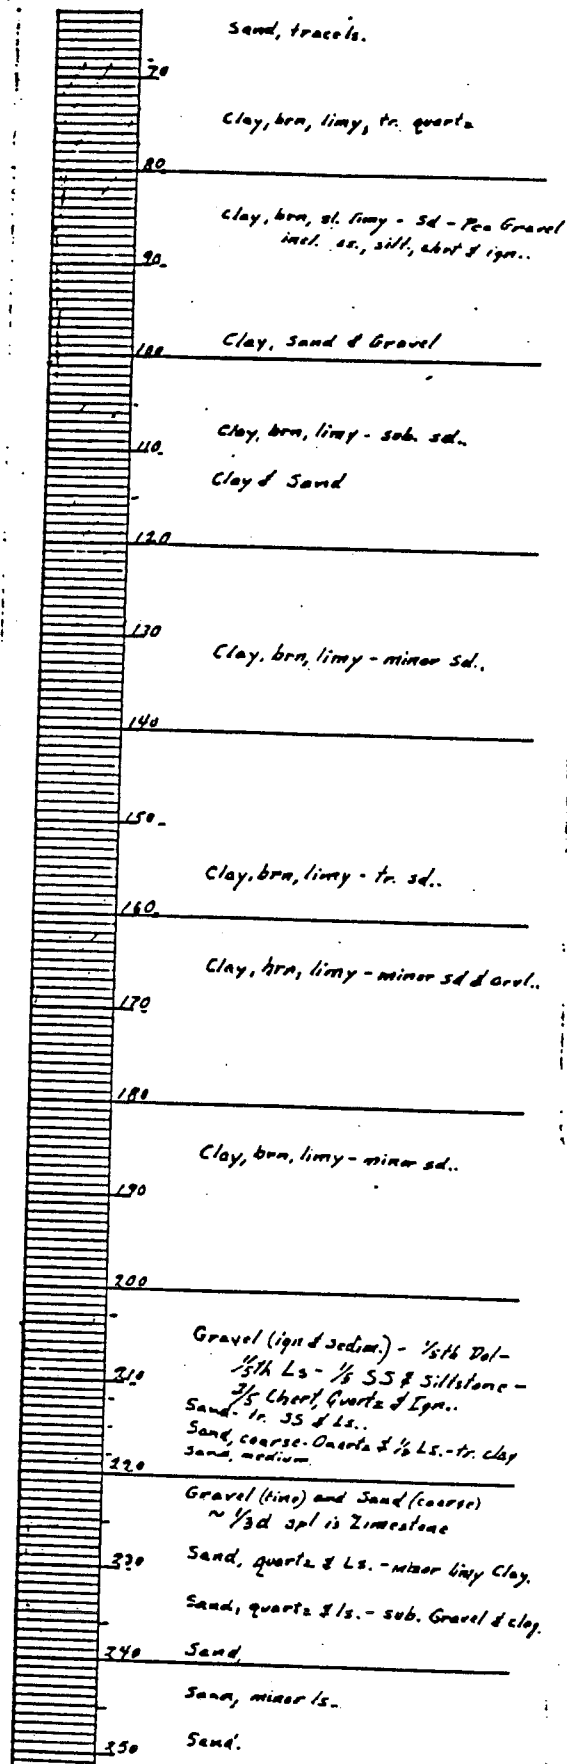 Sand, trace ls.
70
Clay, brn, limy, tr. quartz
80
Clay, brn, sl. limy - sd - Pea Gravel
incl. ss., silt., chrt & ign..
90
Clay, Sand & Gravel
100
Clay, brn, limy - sub. sd..
110
Clay & Sand
120
130
Clay, brn, limy - minor sd..
140
150
Clay, brn, limy - tr. sd..
160
Clay, brn, limy - minor sd & grvl..
170
180
Clay, brn, limy - minor sd..
190
200
Gravel (ign & sedim.) - 1/5th Dol-
1/5th Ls - 1/5 SS & Siltstone -
210
2/5 Chert, Quartz & Ign..
Sand - tr. SS & Ls..
Sand, coarse - Quartz & Ls. - tr. clay
Sand, medium
220
Gravel (fine) and Sand (coarse)
~ 1/3d spl is Limestone
230
Sand, quartz & Ls. - minor limy Clay.
Sand, quartz & ls. - sub. Gravel & clay.
240
Sand,
Sand, minor ls.
250
Sand.